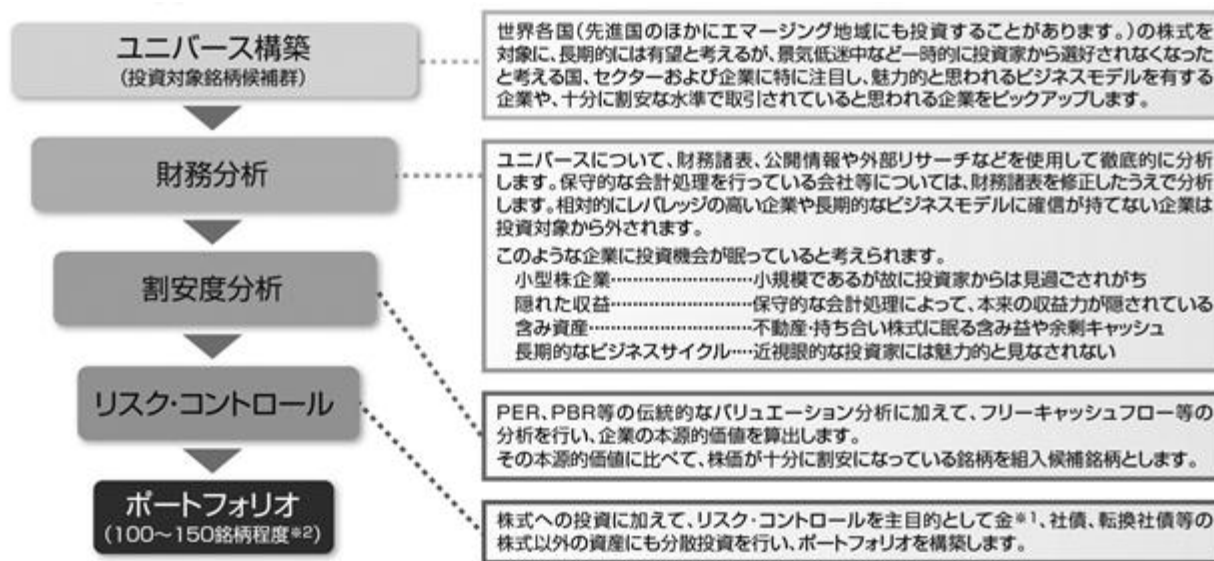 ユニバース構築
(投資対象銘柄候補群)
世界各国(先進国のほかにエマージング地域にも投資することがあります。)の株式を
対象に、長期的には有望と考えるが、景気低迷中など一時的に投資家から選好されなくなった
と考える国、セクターおよび企業に特に注目し、魅力的と思われるビジネスモデルを有する
企業や、十分に割安な水準で取引されていると思われる企業をピックアップします。
財務分析
ユニバースについて、財務諸表、公開情報や外部リサーチなどを使用して徹底的に分析
します。保守的な会計処理を行っている会社等については、財務諸表を修正したうえで分析
します。相対的にレバレッジの高い企業や長期的なビジネスモデルに確信が持てない企業は
投資対象から外されます。
このような企業に投資機会が眠っていると考えられます。
小型株企業…………………………小規模であるが故に投資家からは見過ごされがち
隠れた収益…………………………保守的な会計処理によって、本来の収益力が隠されている
含み資産……………………………不動産・持ち合い株式に眠る含み益や余剰キャッシュ
長期的なビジネスサイクル……近視眼的な投資家には魅力的と見なされない
割安度分析
PER、PBR等の伝統的なバリュエーション分析に加えて、フリーキャッシュフロー等の
分析を行い、企業の本源的価値を算出します。
その本源的価値に比べて、株価が十分に割安になっている銘柄を組入候補銘柄とします。
リスク・コントロール
株式への投資に加えて、リスク・コントロールを主目的として金※1、社債、転換社債等の
株式以外の資産にも分散投資を行い、ポートフォリオを構築します。
ポートフォリオ
(100～150銘柄程度※2)